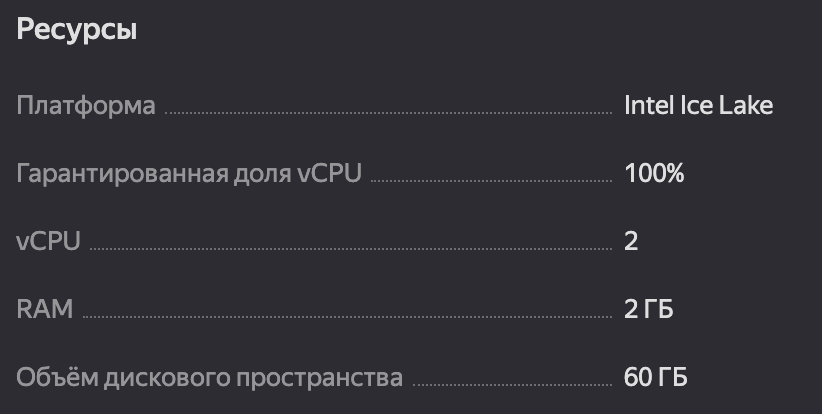 Ресурсы
Платформа Intel Ice Lake
Гарантированная доля vCPU 100%
vCPU 2
RAM 2 ГБ
Объём дискового пространства 60 ГБ